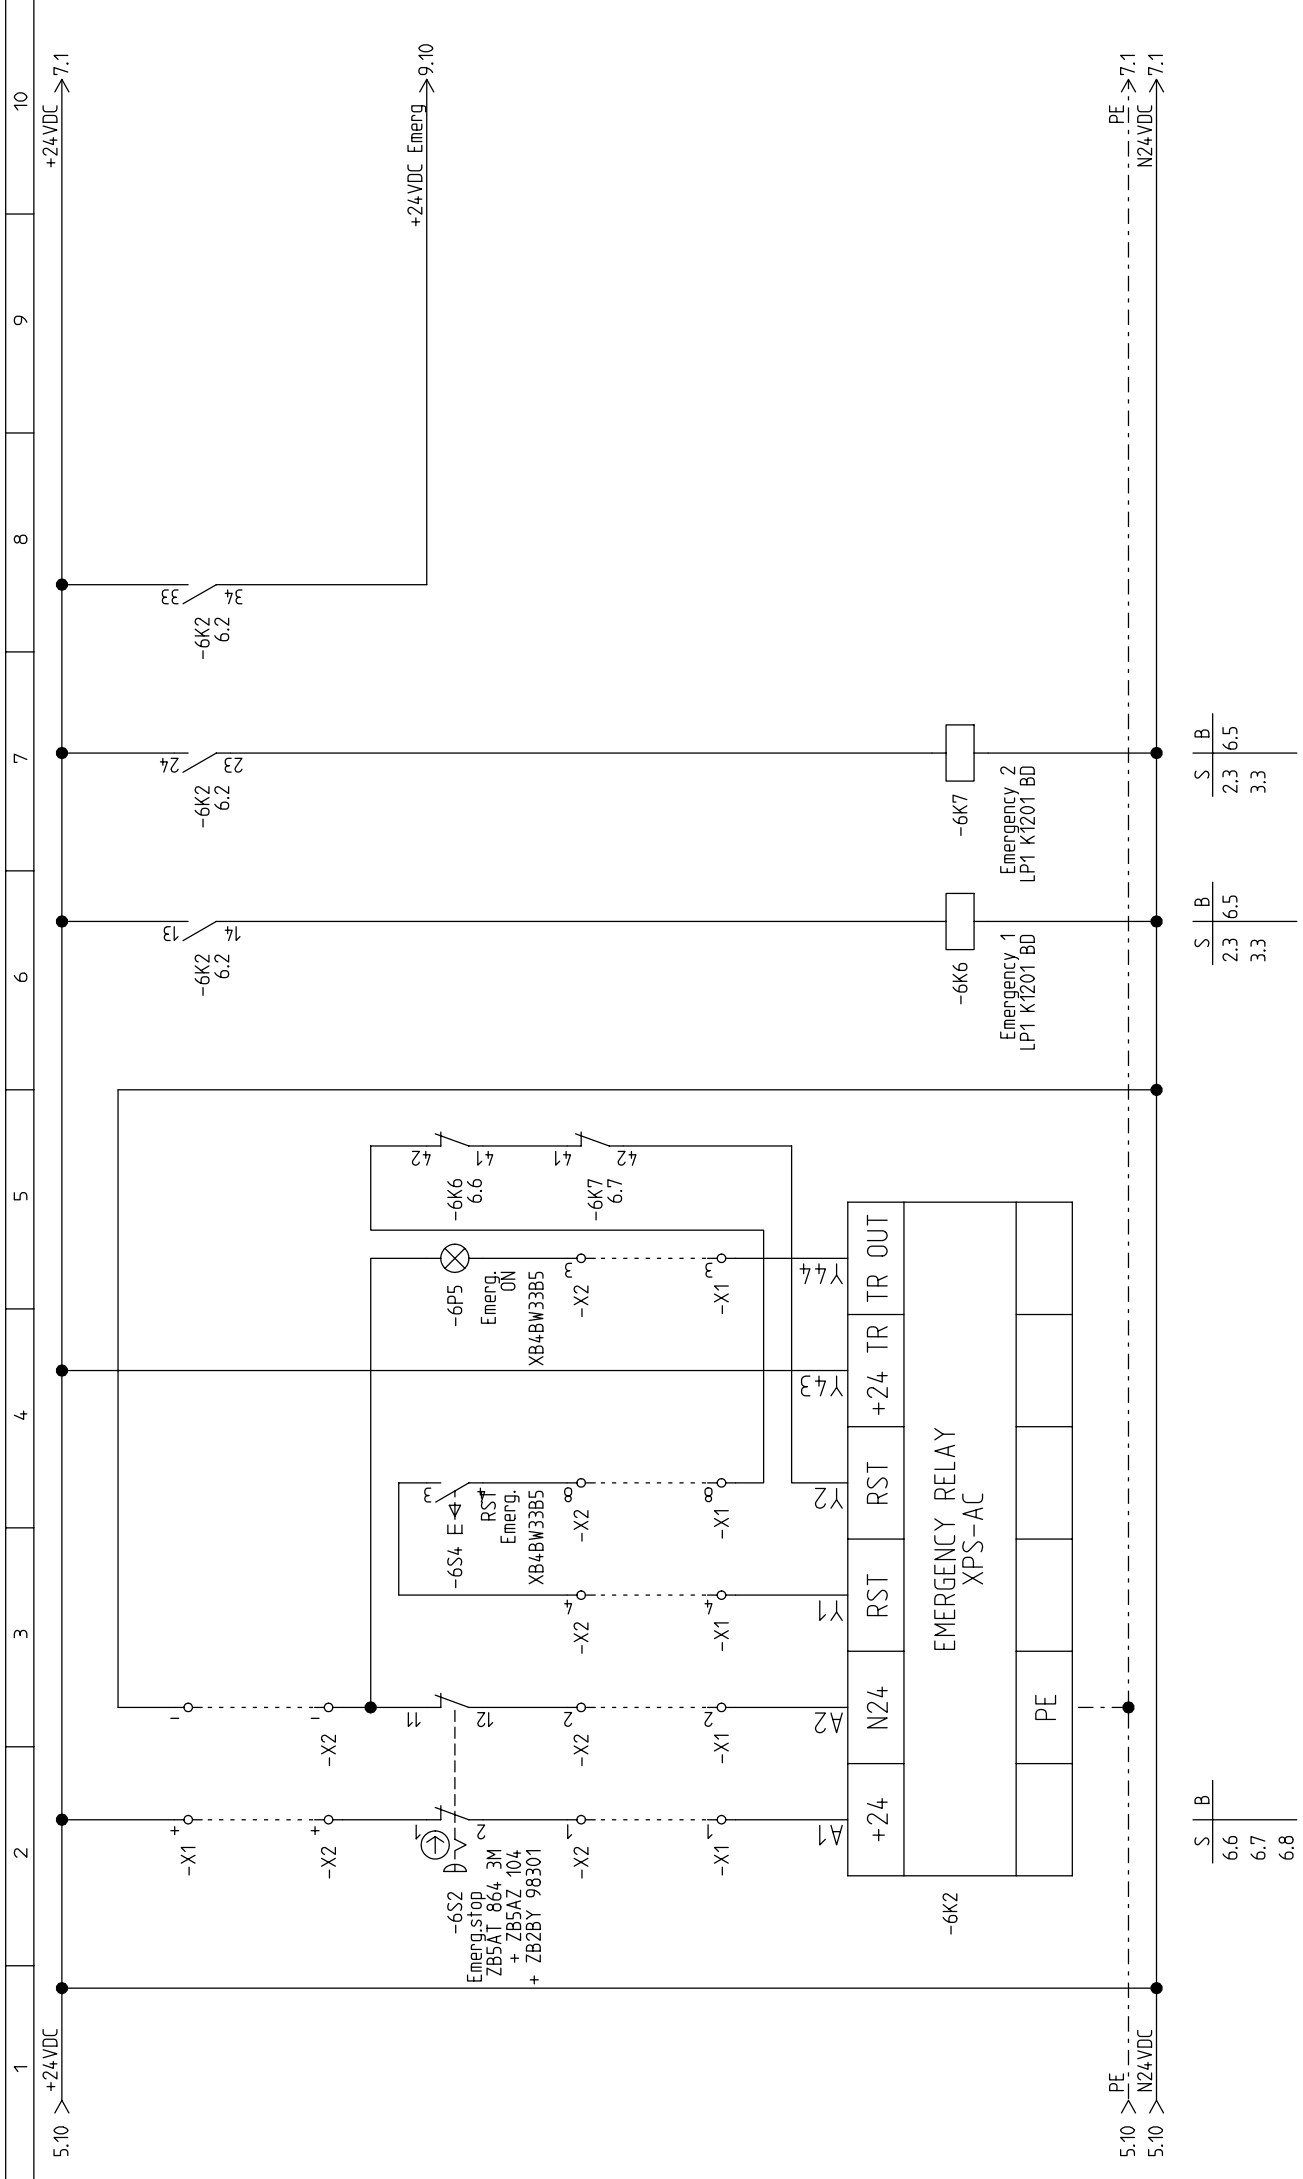 1
2
3
4
5
6
7
8
9
10
5.10
+24VDC
+24VDC
7.1
+24VDC Emerg
9.10
-X1
+
-X2
+
1
2
-6S2
Emerg.stop
ZB5AT 864 3M
+ ZB5AZ 104
+ ZB2BY 98301
-X2
1
-X1
1
A1
-
-X2
-
11
12
-X2
2
-X1
2
A2
-X2
4
-X1
4
Y1
-6S4
3
4
RST
Emerg.
XB4BW33B5
-X2
8
-X1
8
Y2
Y43
-6P5
Emerg.
ON
XB4BW33B5
-X2
3
-X1
3
Y44
-6K6
6.6
42
41
-6K7
6.7
41
42
-6K2
6.2
13
14
-6K2
6.2
24
23
-6K2
6.2
33
34
+24
N24
RST
RST
+24 TR
TR OUT
EMERGENCY RELAY
XPS-AC
-6K2
PE
-6K6
Emergency 1
LP1 K1201 BD
-6K7
Emergency 2
LP1 K1201 BD
5.10
PE
PE
7.1
5.10
N24VDC
N24VDC
7.1
S B
6.6
6.7
6.8
S B
2.3 6.5
3.3
S B
2.3 6.5
3.3